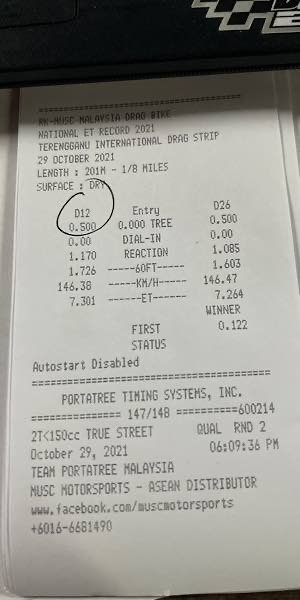 ==========================================
RK-MUSC MALAYSIA DRAG BIKE
NATIONAL ET RECORD 2021
TERENGGANU INTERNATIONAL DRAG STRIP
29 OCTOBER 2021
LENGTH : 201M - 1/8 MILES
SURFACE : DRY
D12 Entry D26
0.500 0.000 TREE 0.500
0.00 DIAL-IN 0.00
1.170 REACTION 1.085
1.726 ------60FT------ 1.603
146.38 ------KM/H------ 146.47
7.301 -------ET------- 7.264
WINNER
FIRST 0.122
STATUS
Autostart Disabled
==========================================
PORTATREE TIMING SYSTEMS, INC.
=============== 147/148 ==========600214
2T<150cc TRUE STREET QUAL RND 2
October 29, 2021 06:09:36 PM
TEAM PORTATREE MALAYSIA
MUSC MOTORSPORTS - ASEAN DISTRIBUTOR
www.facebook.com/muscmotorsports
+6016-6681490